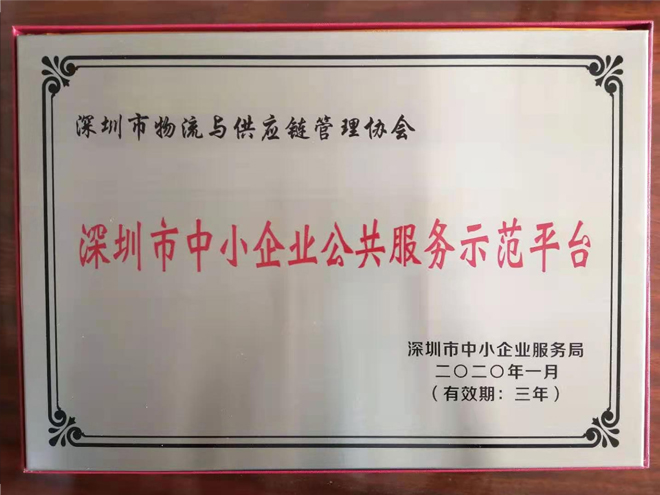 深圳市物流与供应链管理协会
深圳市中小企业公共服务示范平台
深圳市中小企业服务局
二〇二〇年一月
（有效期：三年）